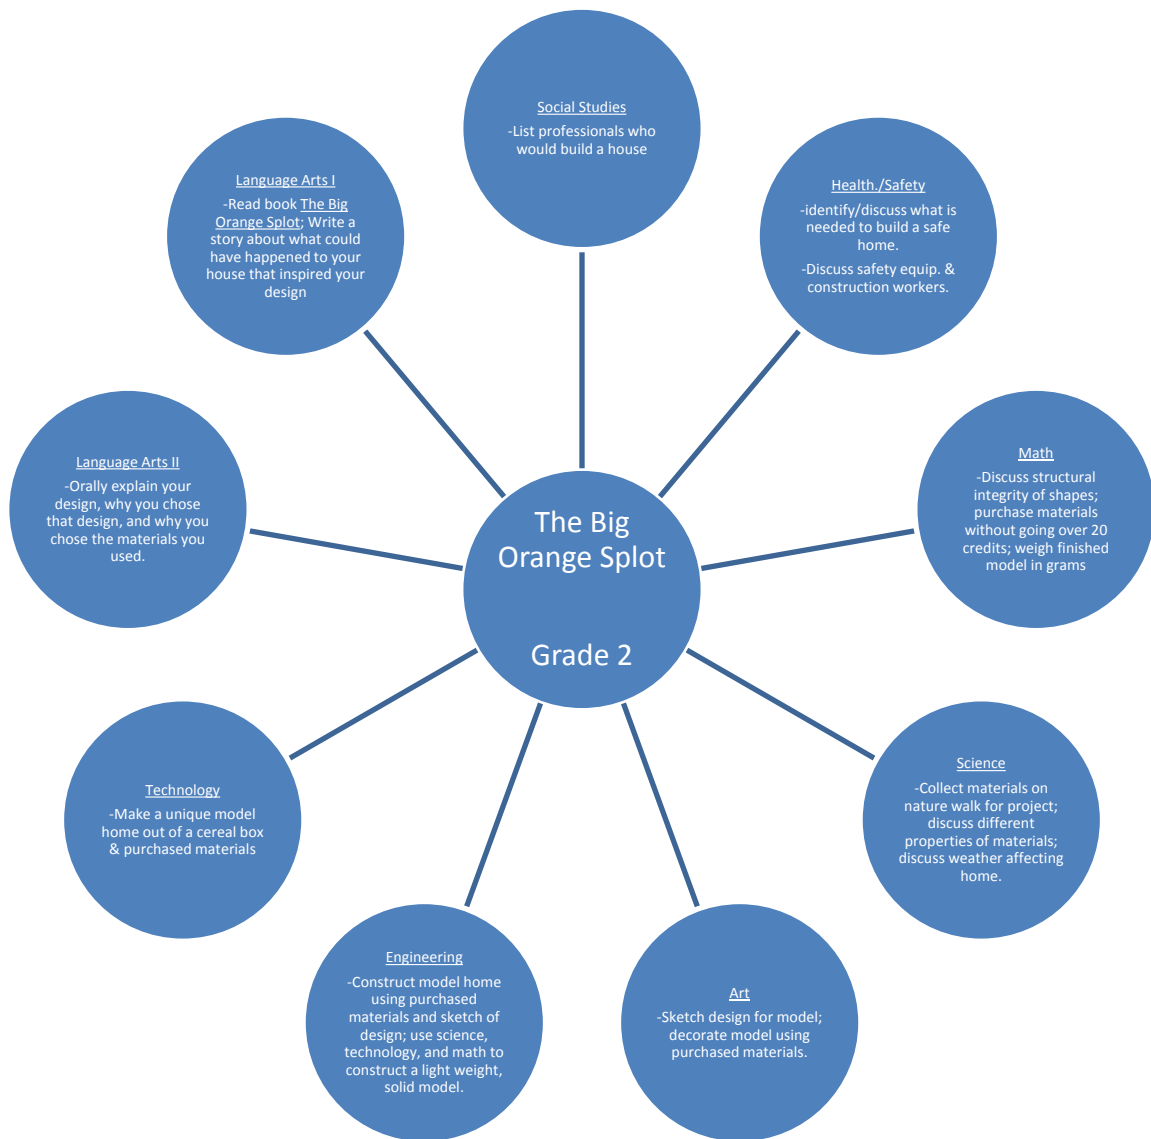 The Big
Orange Splot
Grade 2
Social Studies
-List professionals who
would build a house
Health./Safety
-identify/discuss what is
needed to build a safe
home.
-Discuss safety equip. &
construction workers.
Math
-Discuss structural
integrity of shapes;
purchase materials
without going over 20
credits; weigh finished
model in grams
Science
-Collect materials on
nature walk for project;
discuss different
properties of materials;
discuss weather affecting
home.
Art
-Sketch design for model;
decorate model using
purchased materials.
Engineering
-Construct model home
using purchased
materials and sketch of
design; use science,
technology, and math to
construct a light weight,
solid model.
Technology
-Make a unique model
home out of a cereal box
& purchased materials
Language Arts II
-Orally explain your
design, why you chose
that design, and why you
chose the materials you
used.
Language Arts I
-Read book The Big
Orange Splot; Write a
story about what could
have happened to your
house that inspired your
design